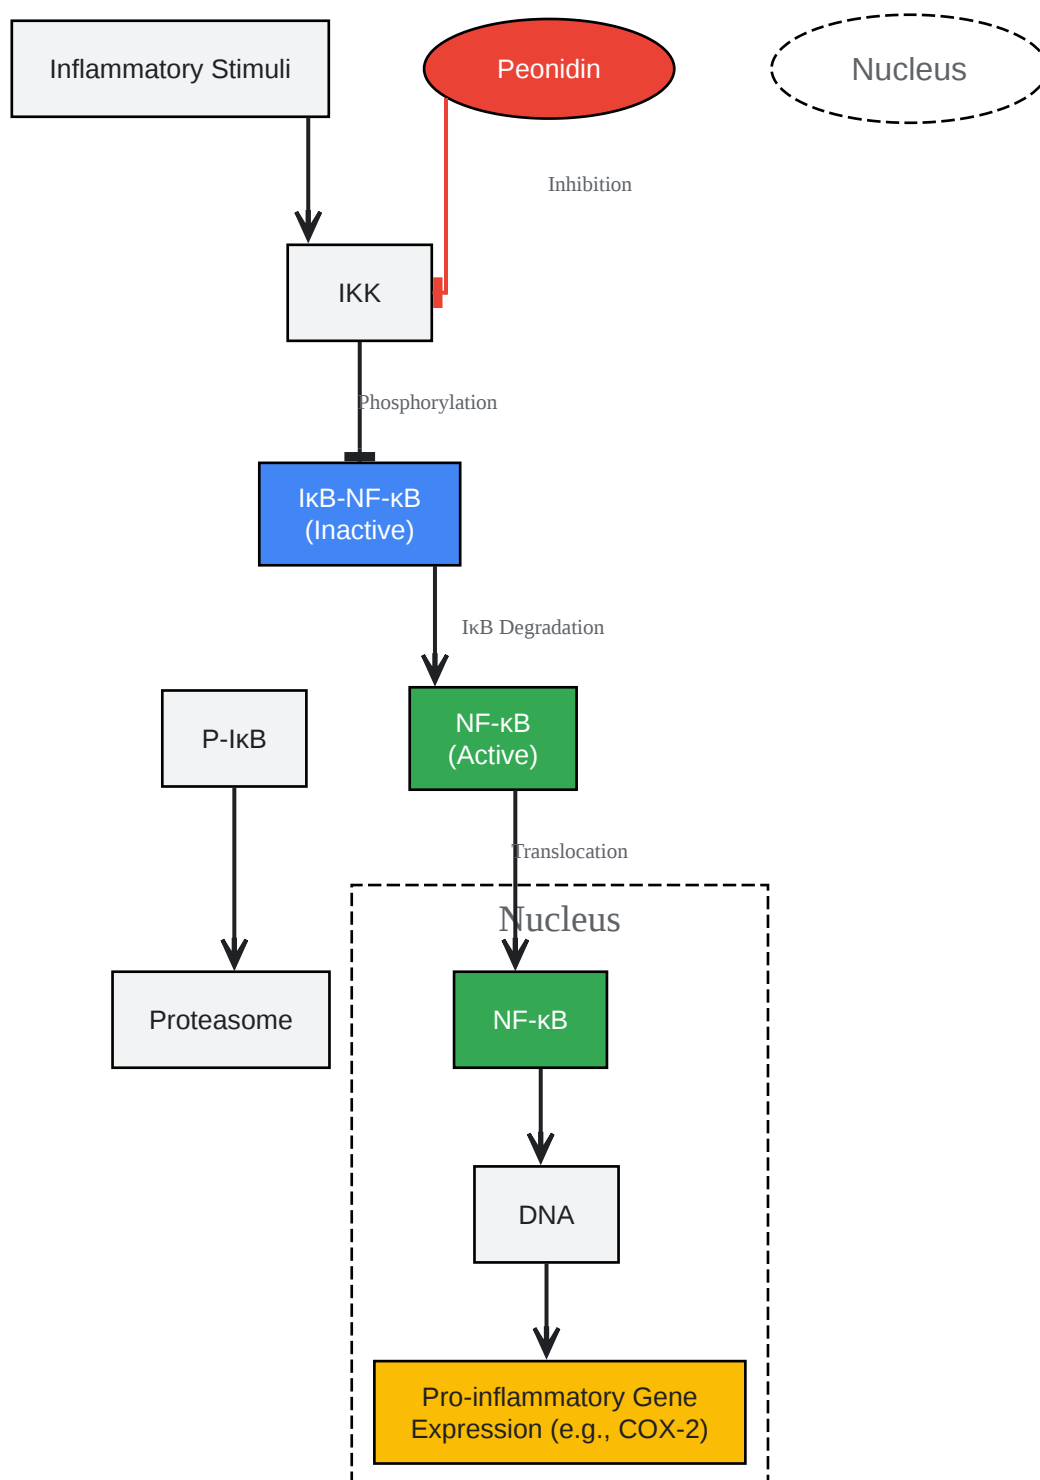 Inflammatory Stimuli
Peonidin
Nucleus
Inhibition
IKK
Phosphorylation
IκB-NF-κB
(Inactive)
IκB Degradation
P-IκB
NF-κB
(Active)
Translocation
Nucleus
Proteasome
NF-κB
DNA
Pro-inflammatory Gene
Expression (e.g., COX-2)